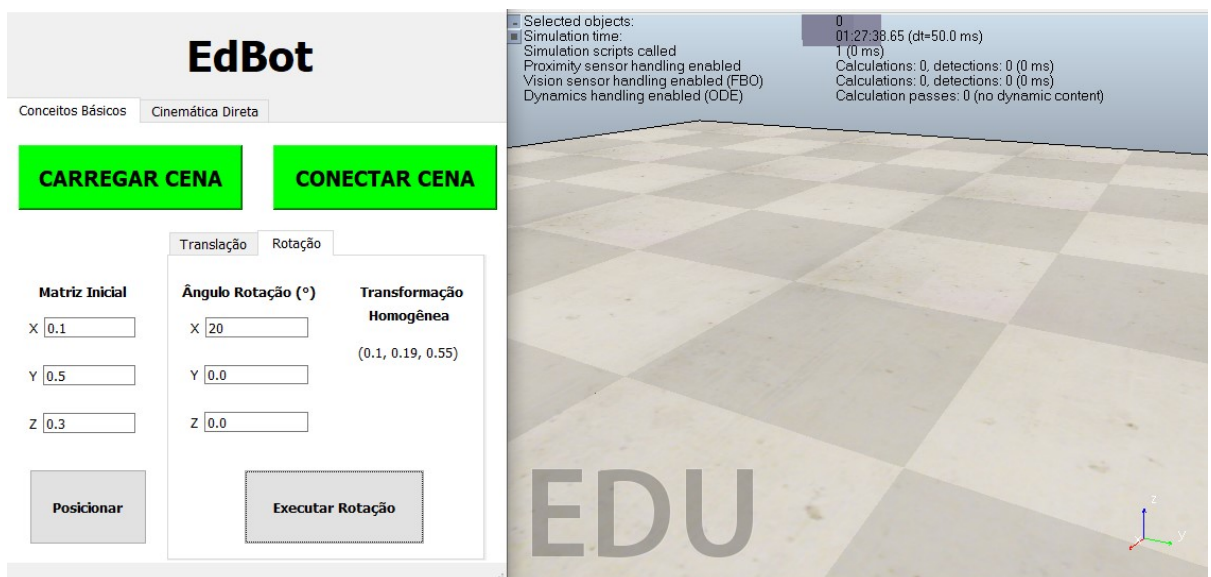 EdBot
Conceitos Básicos Cinemática Direta
CARREGAR CENA CONECTAR CENA
Translação Rotação
Matriz Inicial Ângulo Rotação (°) Transformação
Homogênea
X 0.1 X 20
(0.1, 0.19, 0.55)
Y 0.5 Y 0.0
Z 0.3 Z 0.0
Posicionar Executar Rotação
Selected objects: 0
Simulation time: 01:27:38.65 (dt=50.0 ms)
Simulation scripts called 1 (0 ms)
Proximity sensor handling enabled Calculations: 0, detections: 0 (0 ms)
Vision sensor handling enabled (FBO) Calculations: 0, detections: 0 (0 ms)
Dynamics handling enabled (ODE) Calculation passes: 0 (no dynamic content)
EDU
z
x y